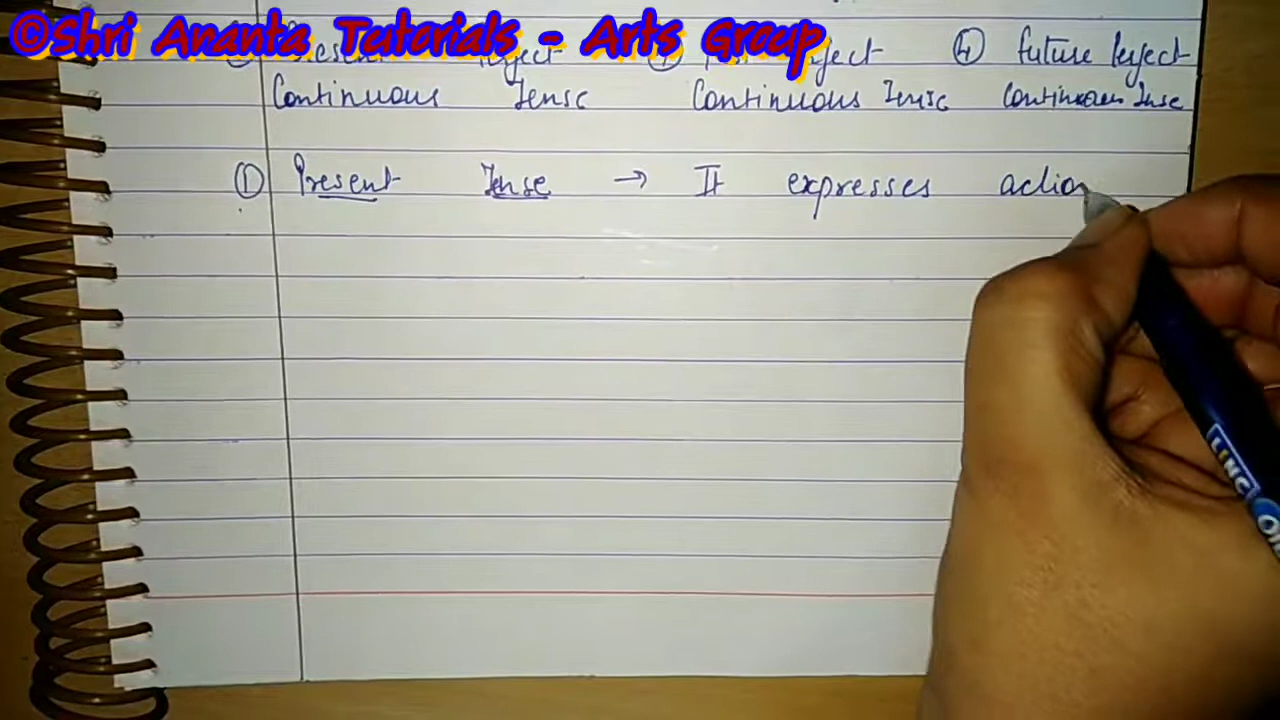 ©Shri Ananta Tutorials - Arts Group
④ Future Perfect
Continuous Tense Continuous Tense Continuous Tense
① Present Tense → It expresses actio